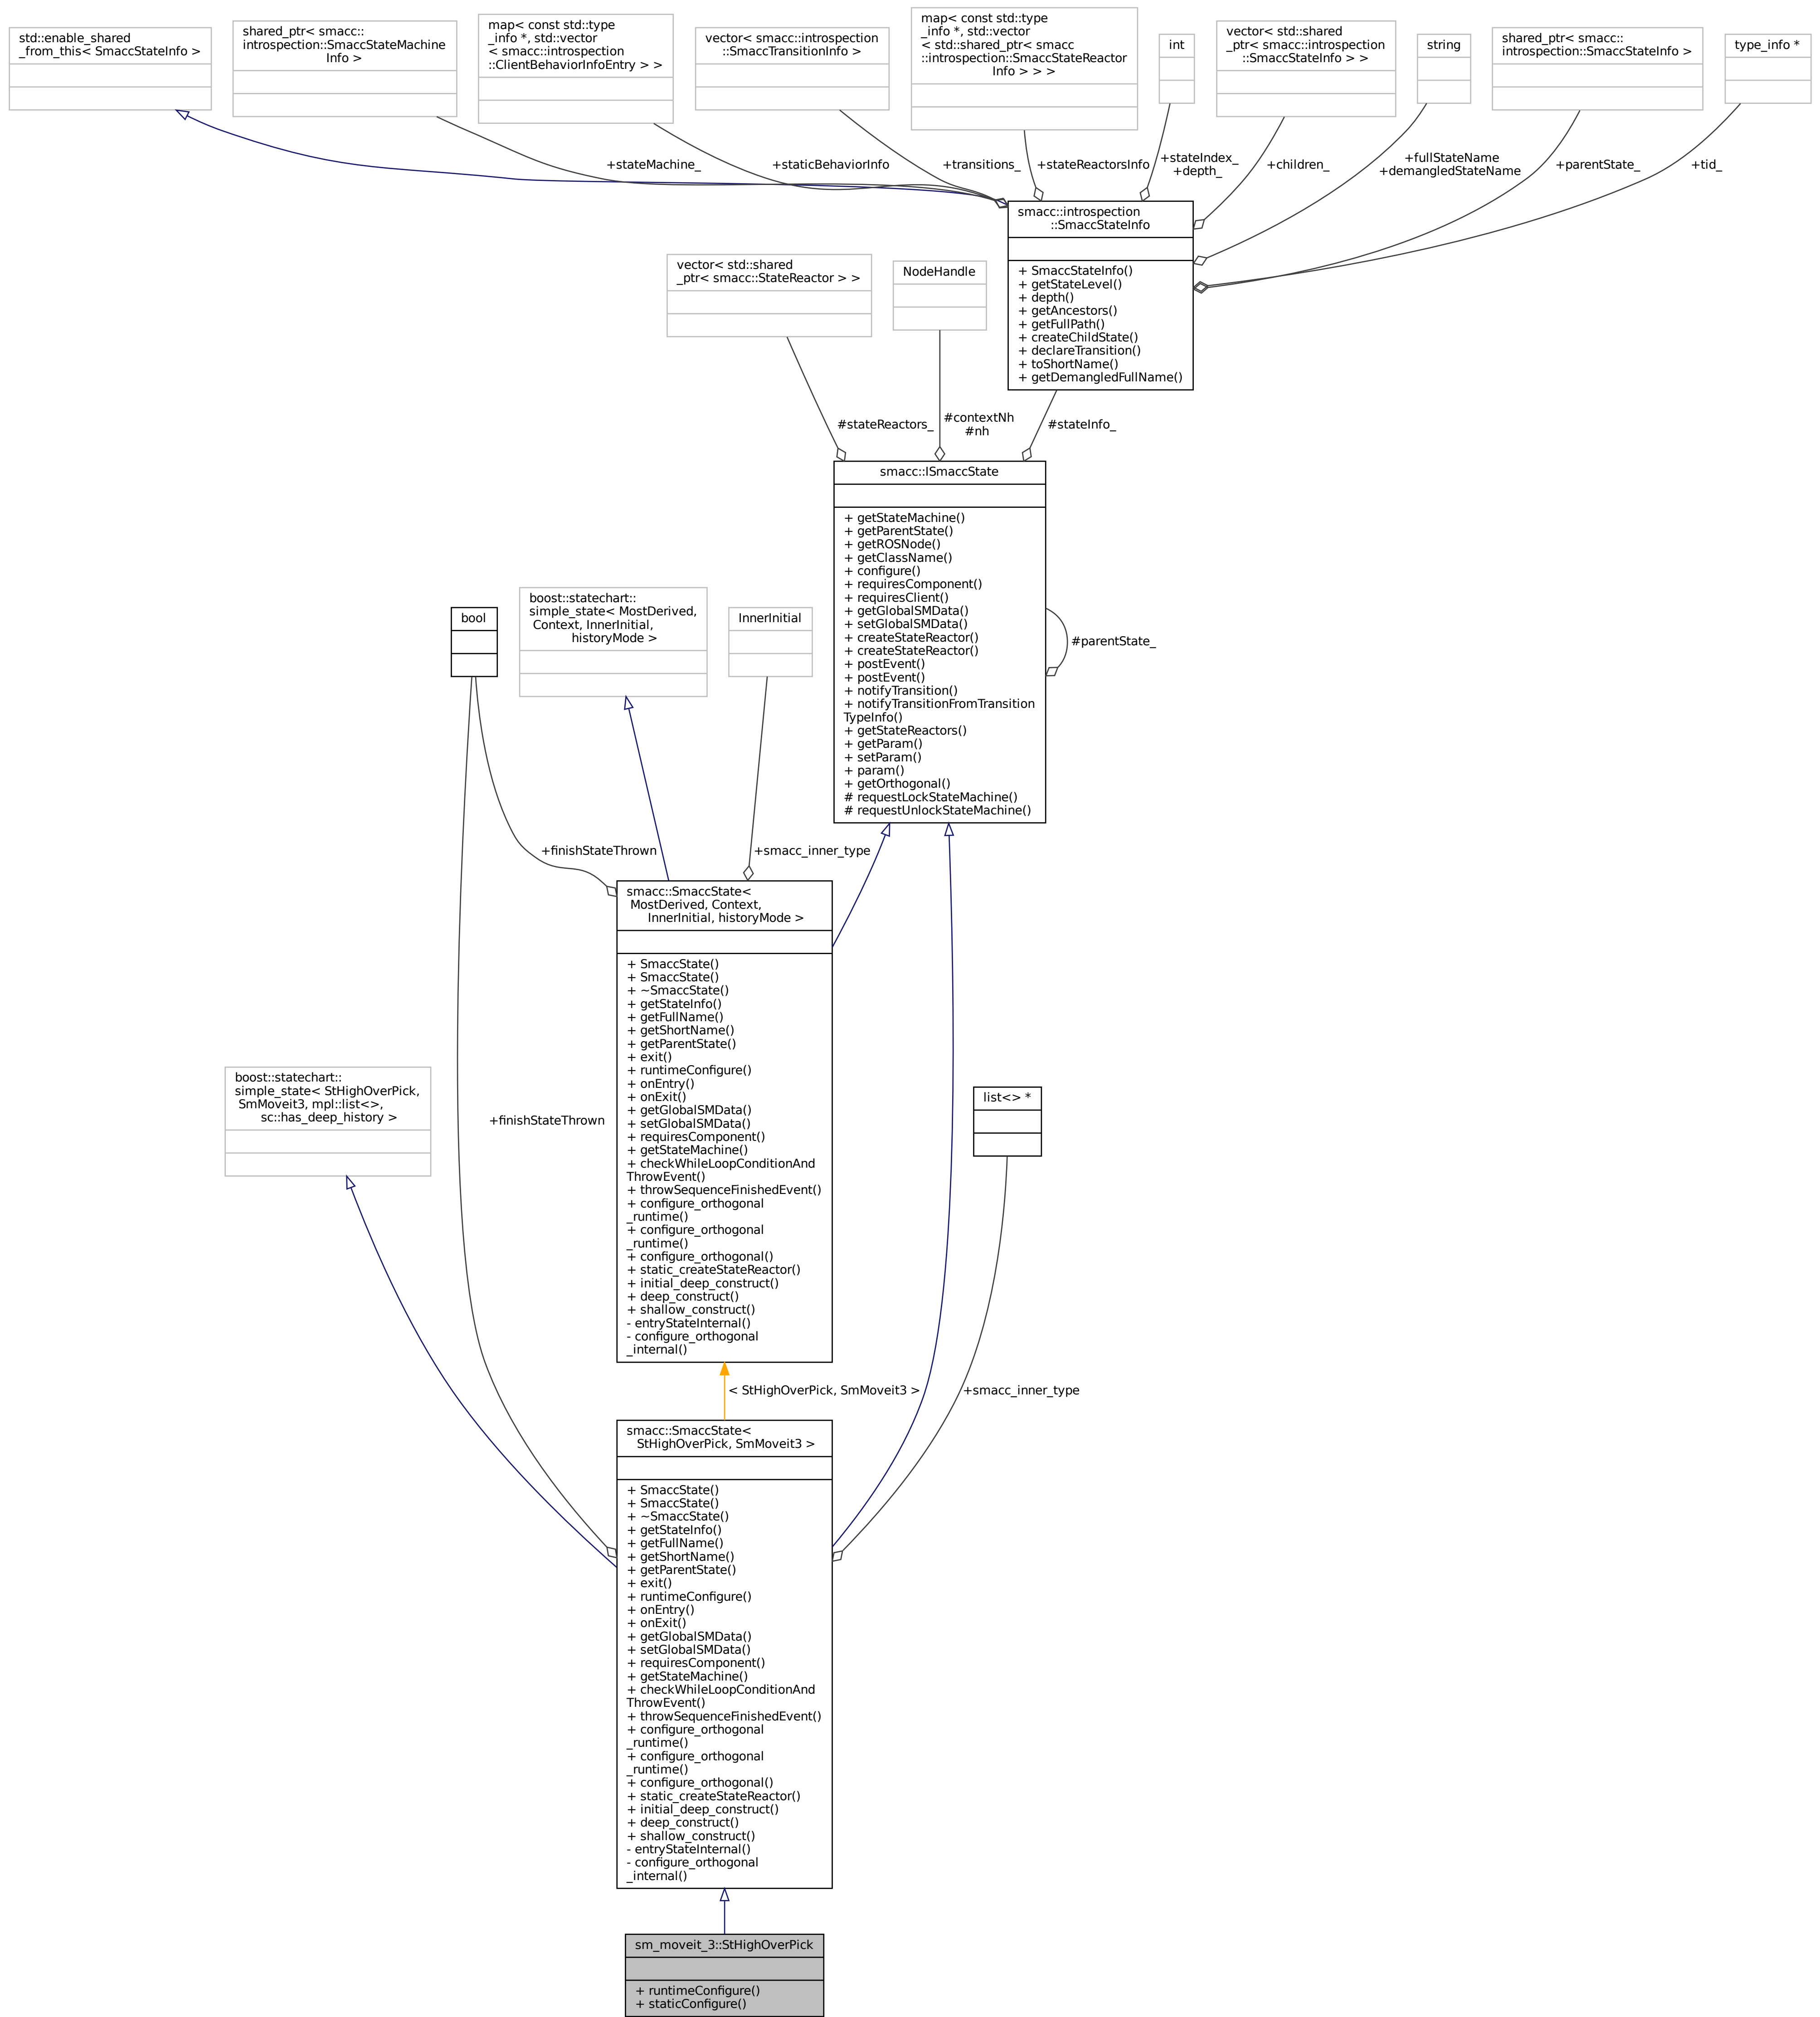 std::enable_shared
_from_this< SmaccStateInfo >
shared_ptr< smacc::
introspection::SmaccStateMachine
Info >
map< const std::type
_info *, std::vector
< smacc::introspection
::ClientBehaviorInfoEntry > >
vector< smacc::introspection
::SmaccTransitionInfo >
map< const std::type
_info *, std::vector
< std::shared_ptr< smacc
::introspection::SmaccStateReactor
Info > > >
int
vector< std::shared
_ptr< smacc::introspection
::SmaccStateInfo > >
string
shared_ptr< smacc::
introspection::SmaccStateInfo >
type_info *
+stateMachine_
+staticBehaviorInfo
+transitions_
+stateReactorsInfo
+stateIndex_
+depth_
+children_
+fullStateName
+demangledStateName
+parentState_
+tid_
smacc::introspection
::SmaccStateInfo
+ SmaccStateInfo()
+ getStateLevel()
+ depth()
+ getAncestors()
+ getFullPath()
+ createChildState()
+ declareTransition()
+ toShortName()
+ getDemangledFullName()
vector< std::shared
_ptr< smacc::StateReactor > >
NodeHandle
#stateReactors_
#contextNh
#nh
#stateInfo_
smacc::ISmaccState
+ getStateMachine()
+ getParentState()
+ getROSNode()
+ getClassName()
+ configure()
+ requiresComponent()
+ requiresClient()
+ getGlobalSMData()
+ setGlobalSMData()
+ createStateReactor()
+ createStateReactor()
+ postEvent()
+ postEvent()
+ notifyTransition()
+ notifyTransitionFromTransition
TypeInfo()
+ getStateReactors()
+ getParam()
+ setParam()
+ param()
+ getOrthogonal()
# requestLockStateMachine()
# requestUnlockStateMachine()
#parentState_
bool
boost::statechart::
simple_state< MostDerived,
Context, InnerInitial,
historyMode >
InnerInitial
+finishStateThrown
+smacc_inner_type
smacc::SmaccState<
MostDerived, Context,
InnerInitial, historyMode >
+ SmaccState()
+ SmaccState()
+ ~SmaccState()
+ getStateInfo()
+ getFullName()
+ getShortName()
+ getParentState()
+ exit()
+ runtimeConfigure()
+ onEntry()
+ onExit()
+ getGlobalSMData()
+ setGlobalSMData()
+ requiresComponent()
+ getStateMachine()
+ checkWhileLoopConditionAnd
ThrowEvent()
+ throwSequenceFinishedEvent()
+ configure_orthogonal
_runtime()
+ configure_orthogonal
_runtime()
+ configure_orthogonal()
+ static_createStateReactor()
+ initial_deep_construct()
+ deep_construct()
+ shallow_construct()
- entryStateInternal()
- configure_orthogonal
_internal()
boost::statechart::
simple_state< StHighOverPick,
SmMoveit3, mpl::list<>,
sc::has_deep_history >
+finishStateThrown
list<> *
< StHighOverPick, SmMoveit3 >
+smacc_inner_type
smacc::SmaccState<
StHighOverPick, SmMoveit3 >
+ SmaccState()
+ SmaccState()
+ ~SmaccState()
+ getStateInfo()
+ getFullName()
+ getShortName()
+ getParentState()
+ exit()
+ runtimeConfigure()
+ onEntry()
+ onExit()
+ getGlobalSMData()
+ setGlobalSMData()
+ requiresComponent()
+ getStateMachine()
+ checkWhileLoopConditionAnd
ThrowEvent()
+ throwSequenceFinishedEvent()
+ configure_orthogonal
_runtime()
+ configure_orthogonal
_runtime()
+ configure_orthogonal()
+ static_createStateReactor()
+ initial_deep_construct()
+ deep_construct()
+ shallow_construct()
- entryStateInternal()
- configure_orthogonal
_internal()
sm_moveit_3::StHighOverPick
+ runtimeConfigure()
+ staticConfigure()